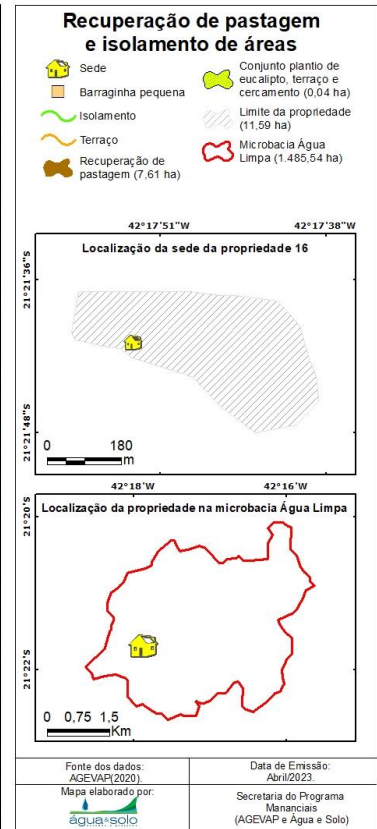 Recuperação de pastagem
e isolamento de áreas
Sede
Barraginha pequena
Isolamento
Terraço
Recuperação de
pastagem (7,61 ha)
Conjunto plantio de
eucalipto, terraço e
cercamento (0,04 ha)
Limite da propriedade
(11,59 ha)
Microbacia Água
Limpa (1.485,54 ha)
42°17'51"W 42°17'38"W
Localização da sede da propriedade 16
21°21'36"S
21°21'48"S
0 180
m
42°18'W 42°16'W
Localização da propriedade na microbacia Água Limpa
21°20'S
21°22'S
0 0,75 1,5
Km
Fonte dos dados:
AGEVAP(2020).
Data de Emissão:
Abril/2023.
Mapa elaborado por:
água&solo
Secretaria do Programa
Mananciais
(AGEVAP e Água e Solo)